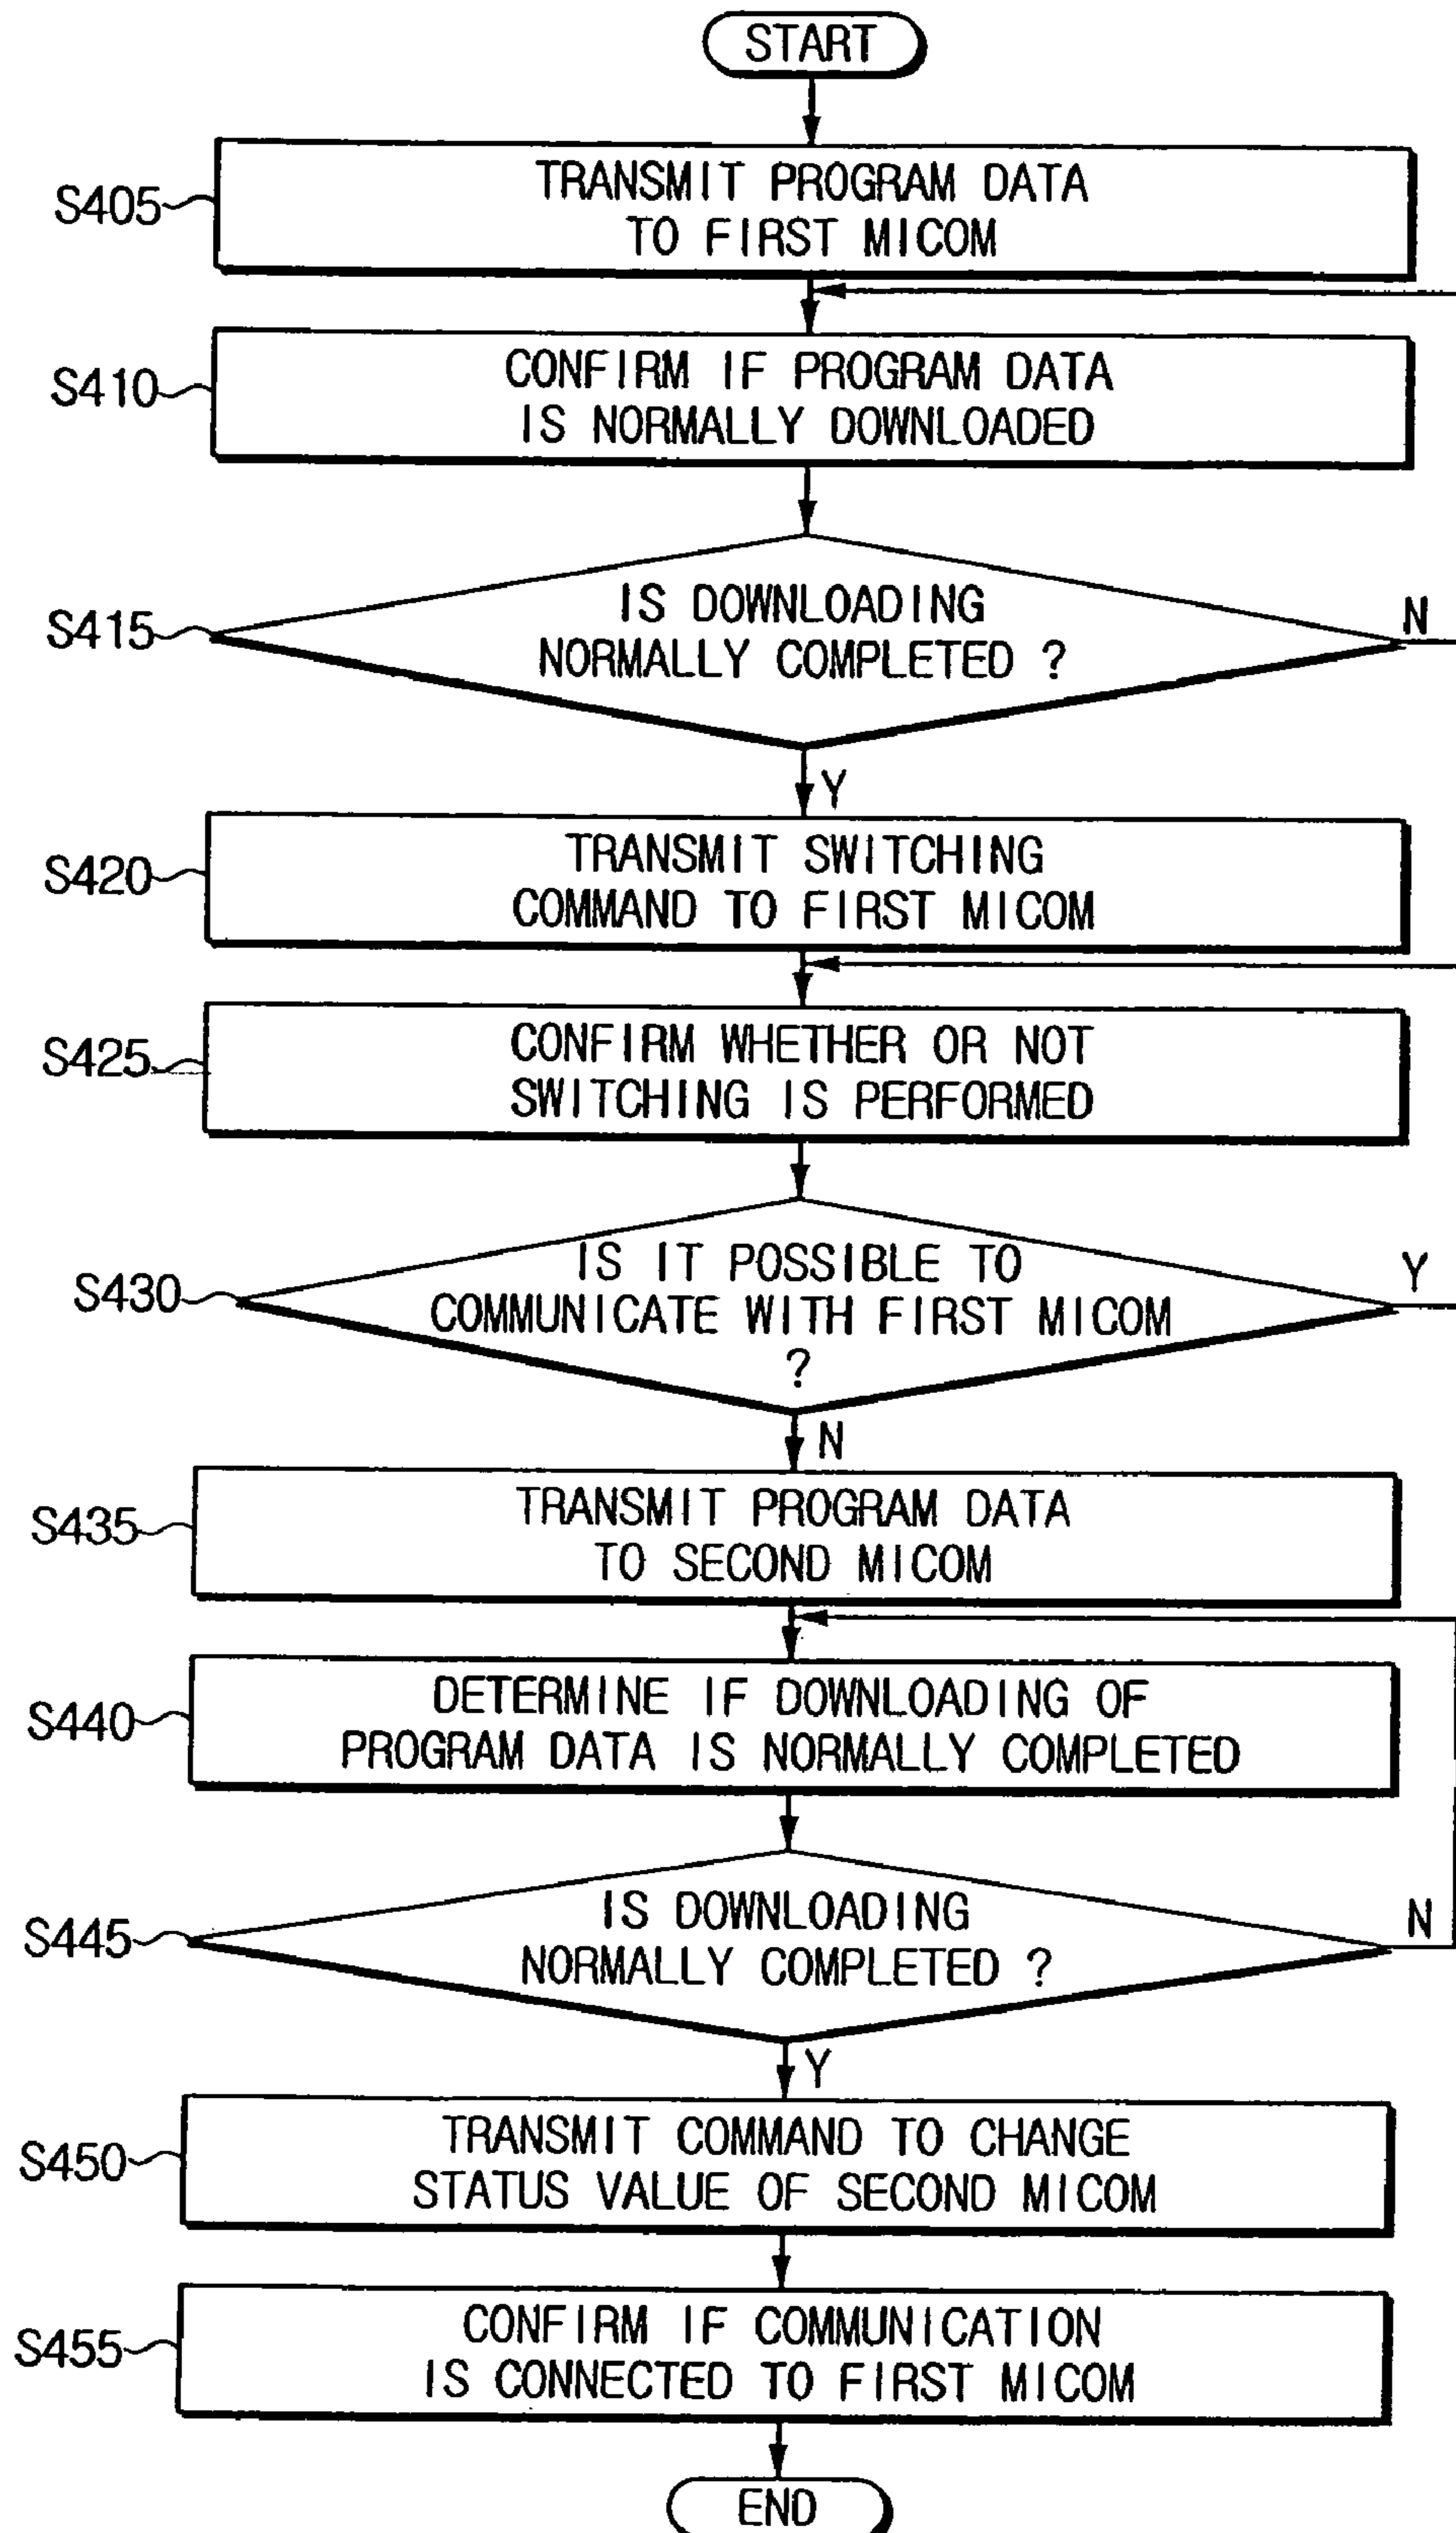 START
S405
TRANSMIT PROGRAM DATA
TO FIRST MICOM
S410
CONFIRM IF PROGRAM DATA
IS NORMALLY DOWNLOADED
S415
IS DOWNLOADING
NORMALLY COMPLETED ?
N
Y
S420
TRANSMIT SWITCHING
COMMAND TO FIRST MICOM
S425
CONFIRM WHETHER OR NOT
SWITCHING IS PERFORMED
S430
IS IT POSSIBLE TO
COMMUNICATE WITH FIRST MICOM
?
Y
N
S435
TRANSMIT PROGRAM DATA
TO SECOND MICOM
S440
DETERMINE IF DOWNLOADING OF
PROGRAM DATA IS NORMALLY COMPLETED
S445
IS DOWNLOADING
NORMALLY COMPLETED ?
N
Y
S450
TRANSMIT COMMAND TO CHANGE
STATUS VALUE OF SECOND MICOM
S455
CONFIRM IF COMMUNICATION
IS CONNECTED TO FIRST MICOM
END